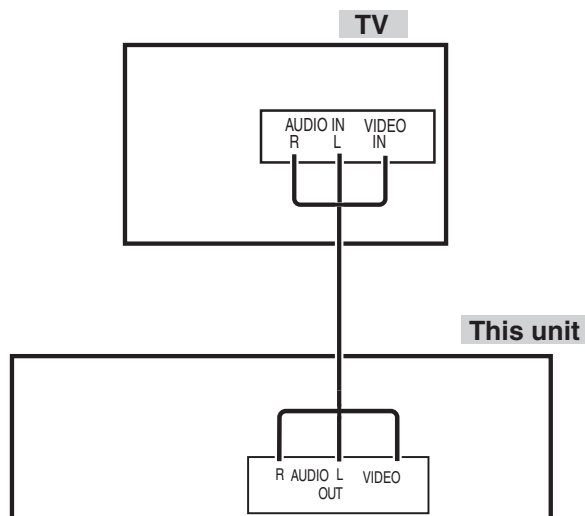 TV
AUDIO IN VIDEO
R L IN
This unit
R AUDIO L VIDEO
OUT